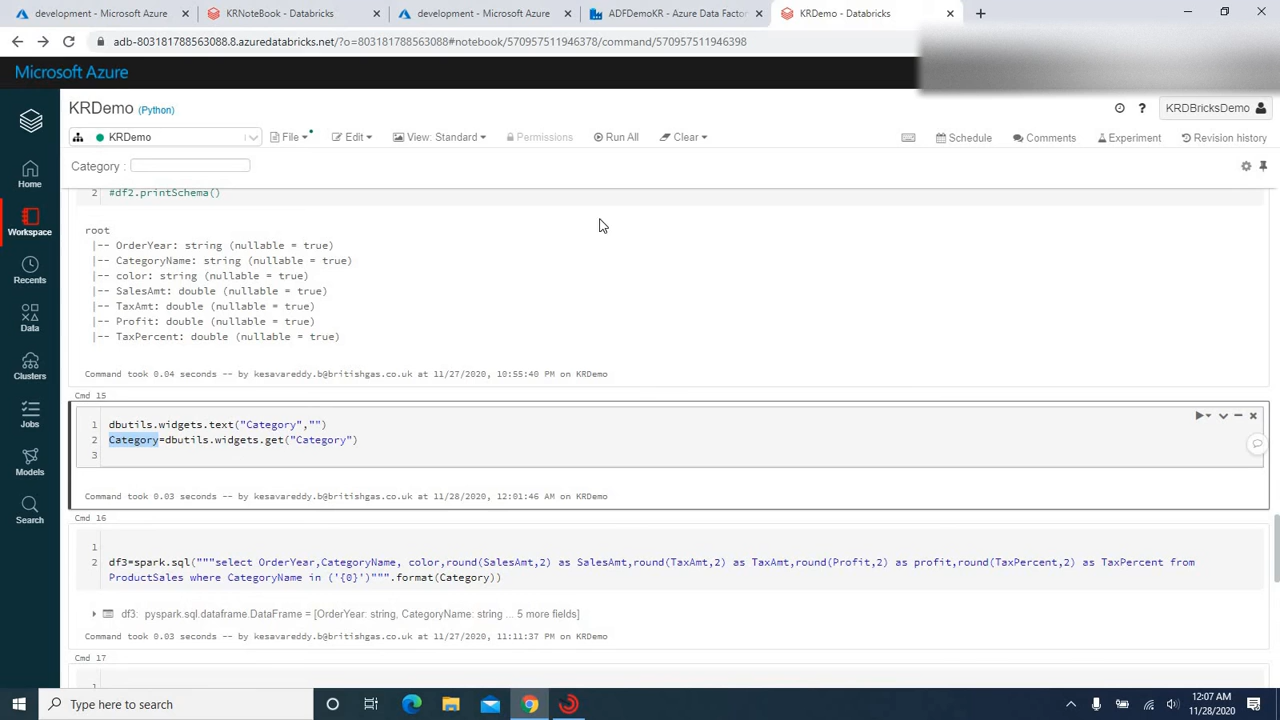 development - Microsoft Azure
KRNoteBook - Databricks
development - Microsoft Azure
ADFDemoKR - Azure Data Factor
KRDemo - Databricks
adb-803181788563088.8.azuredatabricks.net/?o=803181788563088#notebook/570957511946378/command/570957511946398
Microsoft Azure
KRDemo (Python)
KRDBricksDemo
KRDemo
File
Edit
View: Standard
Permissions
Run All
Clear
Schedule
Comments
Experiment
Revision history
Category :
Home
Workspace
Recents
Data
Clusters
Jobs
Models
Search
2 #df2.printSchema()
root
|-- OrderYear: string (nullable = true)
|-- CategoryName: string (nullable = true)
|-- color: string (nullable = true)
|-- SalesAmt: double (nullable = true)
|-- TaxAmt: double (nullable = true)
|-- Profit: double (nullable = true)
|-- TaxPercent: double (nullable = true)
Command took 0.04 seconds -- by kesavareddy.b@britishgas.co.uk at 11/27/2020, 10:55:40 PM on KRDemo
Cmd 15
1 dbutils.widgets.text("Category","")
2 Category=dbutils.widgets.get("Category")
3
Command took 0.03 seconds -- by kesavareddy.b@britishgas.co.uk at 11/28/2020, 12:01:46 AM on KRDemo
Cmd 16
1
2 df3=spark.sql("""select OrderYear,CategoryName, color,round(SalesAmt,2) as SalesAmt,round(TaxAmt,2) as TaxAmt,round(Profit,2) as profit,round(TaxPercent,2) as TaxPercent from
ProductSales where CategoryName in ('{0}')""".format(Category))
df3: pyspark.sql.dataframe.DataFrame = [OrderYear: string, CategoryName: string ... 5 more fields]
Command took 0.03 seconds -- by kesavareddy.b@britishgas.co.uk at 11/27/2020, 11:11:37 PM on KRDemo
Cmd 17
1
Type here to search
12:07 AM
11/28/2020